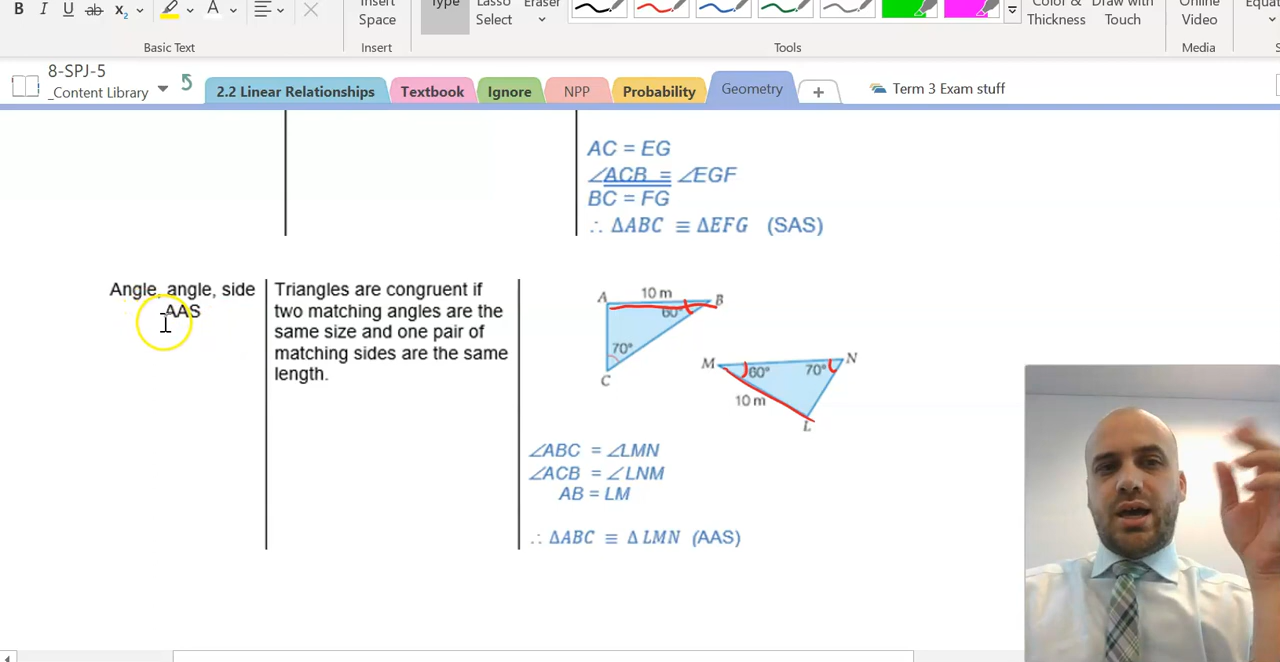 Insert
Type
Lasso
Eraser
Color &
Draw with
Online
B I U ab x₂ A
Space
Select
Thickness
Touch
Video
Basic Text
Insert
Tools
Media
8-SPJ-5
_Content Library
2.2 Linear Relationships
Textbook
Ignore
NPP
Probability
Geometry
+
Term 3 Exam stuff
AC = EG
∠ACB = ∠EGF
BC = FG
∴ ΔABC ≡ ΔEFG (SAS)
Angle, angle, side
AAS
Triangles are congruent if
two matching angles are the
same size and one pair of
matching sides are the same
length.
A
10 m
B
60°
70°
C
M
60°
70°
N
10 m
L
∠ABC = ∠LMN
∠ACB = ∠LNM
AB = LM
∴ ΔABC ≡ Δ LMN (AAS)